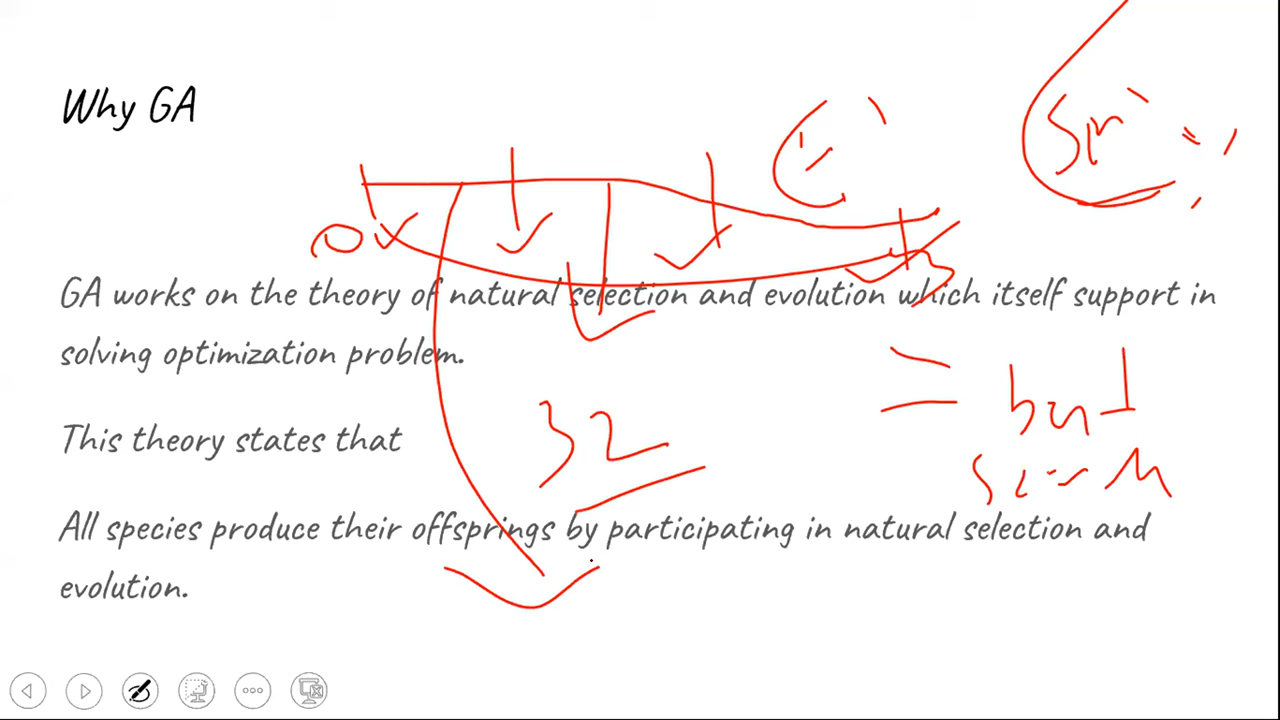 Why GA
GA works on the theory of natural selection and evolution which itself support in
solving optimization problem.
32
This theory states that
All species produce their offsprings by participating in natural selection and
evolution.